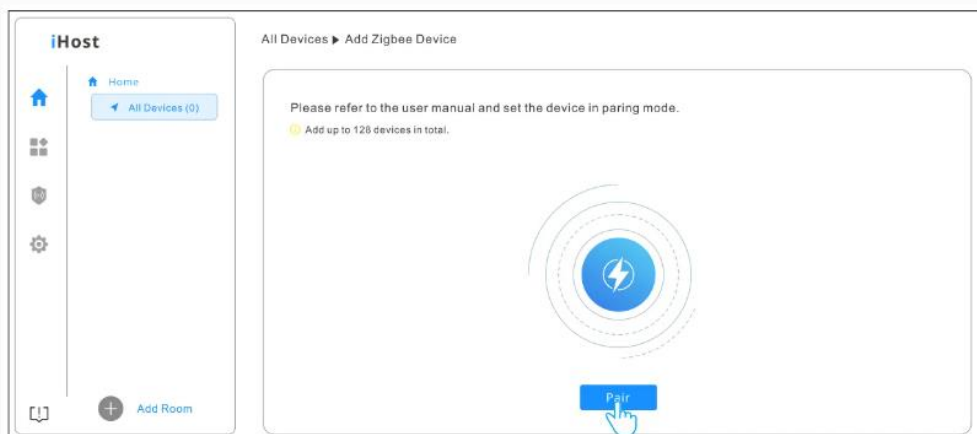 iHost
All Devices ▶ Add Zigbee Device
Home
All Devices (0)
Please refer to the user manual and set the device in paring mode.
Add up to 128 devices in total.
Pair
Add Room